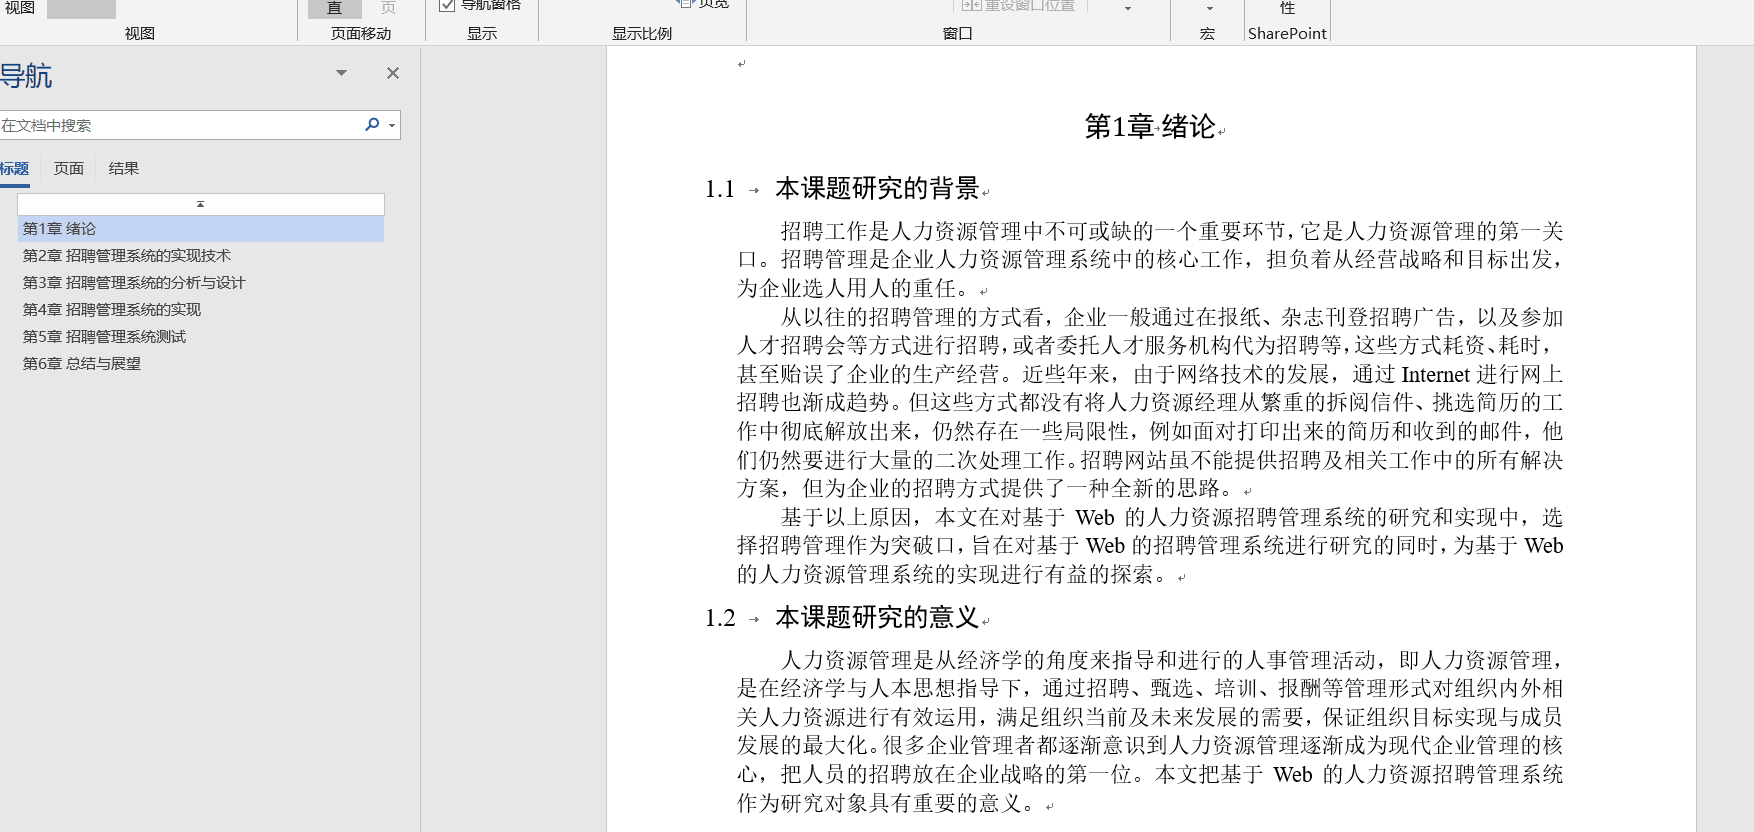 视图
直
页
导航窗格
页宽
重设窗口位置
性
视图
页面移动
显示
显示比例
窗口
宏
SharePoint
导航
在文档中搜索
标题
页面
结果
第1章 绪论
第2章 招聘管理系统的实现技术
第3章 招聘管理系统的分析与设计
第4章 招聘管理系统的实现
第5章 招聘管理系统测试
第6章 总结与展望
第1章 绪论
1.1 本课题研究的背景
招聘工作是人力资源管理中不可或缺的一个重要环节，它是人力资源管理的第一关
口。招聘管理是企业人力资源管理系统中的核心工作，担负着从经营战略和目标出发，
为企业选人用人的重任。
从以往的招聘管理的方式看，企业一般通过在报纸、杂志刊登招聘广告，以及参加
人才招聘会等方式进行招聘，或者委托人才服务机构代为招聘等，这些方式耗资、耗时，
甚至贻误了企业的生产经营。近些年来，由于网络技术的发展，通过 Internet 进行网上
招聘也渐成趋势。但这些方式都没有将人力资源经理从繁重的拆阅信件、挑选简历的工
作中彻底解放出来，仍然存在一些局限性，例如面对打印出来的简历和收到的邮件，他
们仍然要进行大量的二次处理工作。招聘网站虽不能提供招聘及相关工作中的所有解决
方案，但为企业的招聘方式提供了一种全新的思路。
基于以上原因，本文在对基于 Web 的人力资源招聘管理系统的研究和实现中，选
择招聘管理作为突破口，旨在对基于 Web 的招聘管理系统进行研究的同时，为基于 Web
的人力资源管理系统的实现进行有益的探索。
1.2 本课题研究的意义
人力资源管理是从经济学的角度来指导和进行的人事管理活动，即人力资源管理，
是在经济学与人本思想指导下，通过招聘、甄选、培训、报酬等管理形式对组织内外相
关人力资源进行有效运用，满足组织当前及未来发展的需要，保证组织目标实现与成员
发展的最大化。很多企业管理者都逐渐意识到人力资源管理逐渐成为现代企业管理的核
心，把人员的招聘放在企业战略的第一位。本文把基于 Web 的人力资源招聘管理系统
作为研究对象具有重要的意义。